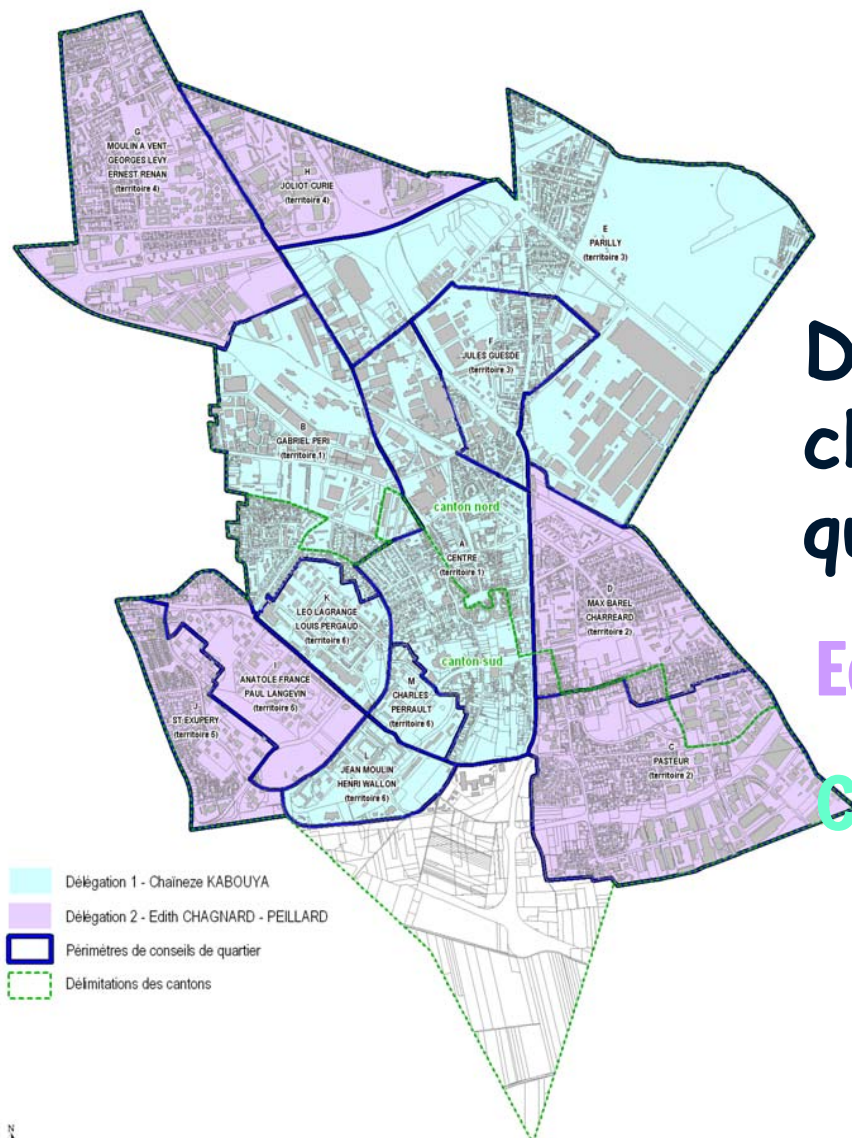 G
MOULIN A VENT
GEORGES LEVY
ERNEST RENAN
(territoire 4)
H
JOLIOT CURIE
(territoire 4)
E
PARILLY
(territoire 3)
F
JULES GUESDE
(territoire 3)
B
GABRIEL PERI
(territoire 1)
canton nord
A
CENTRE
(territoire 1)
D
MAX BAREL
CHARREARD
(territoire 2)
K
LEO LAGRANGE
LOUIS PERGAUD
(territoire 6)
canton sud
I
ANATOLE FRANCE
PAUL LANGEVIN
(territoire 5)
M
CHARLES
PERRAULT
(territoire 6)
J
ST EXUPERY
(territoire 5)
C
PASTEUR
(territoire 2)
L
JEAN MOULIN
HENRI WALLON
(territoire 6)
Délégation 1 - Chaïneze KABOUYA
Délégation 2 - Edith CHAGNARD - PEILLARD
Périmètres de conseils de quartier
Délimitations des cantons
N